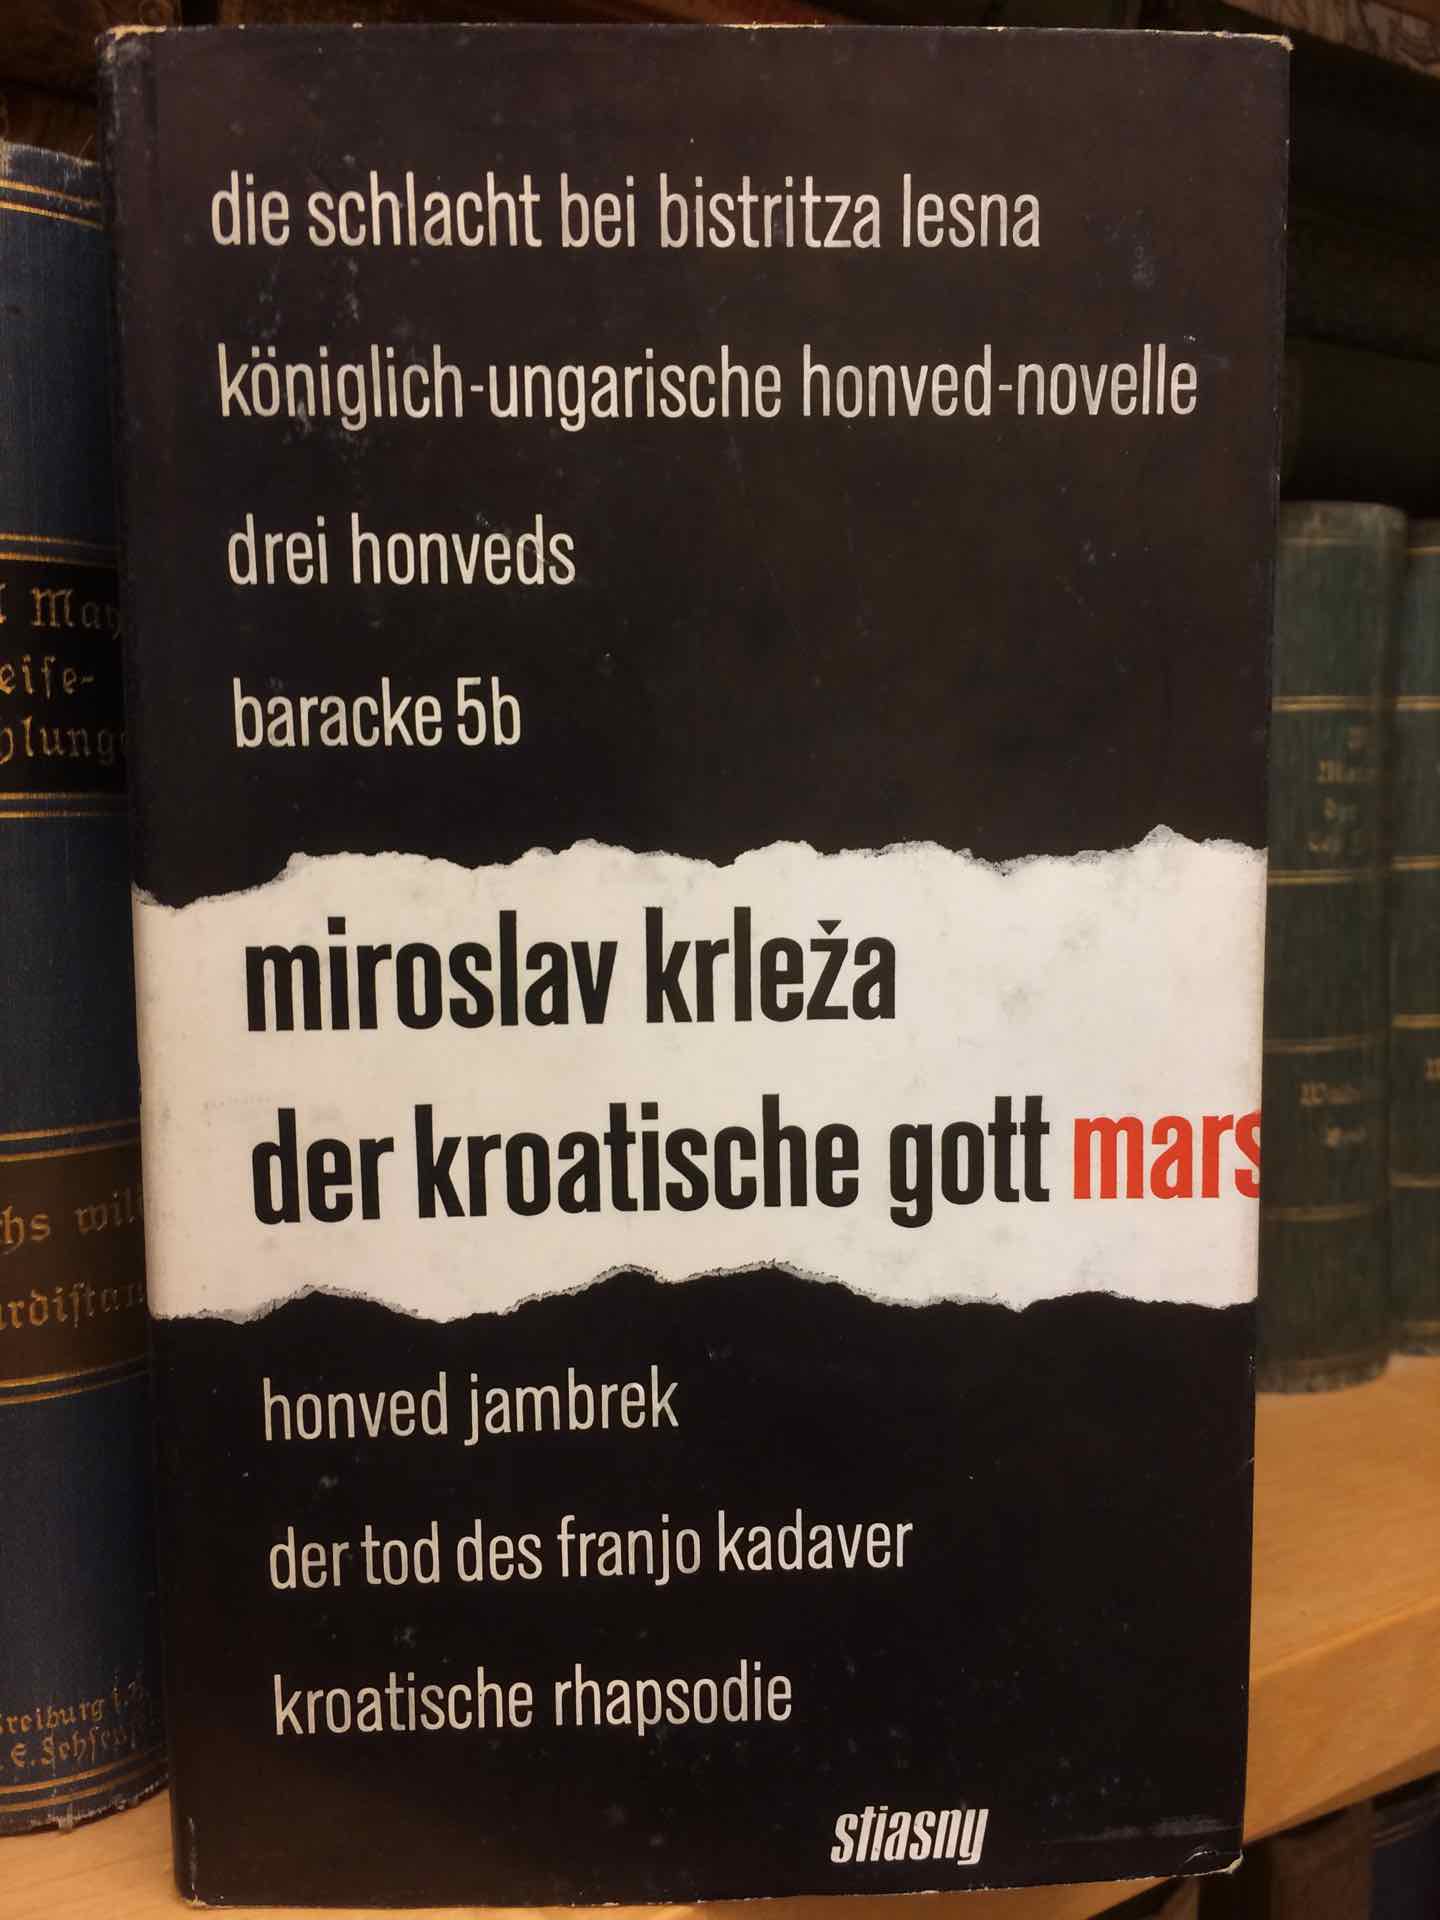 die schlacht bei bistritza lesna
königlich-ungarische honved-novelle
drei honveds
baracke 5b
miroslav krleža
der kroatische gott mars
honved jambrek
der tod des franjo kadaver
kroatische rhapsodie
stiasny